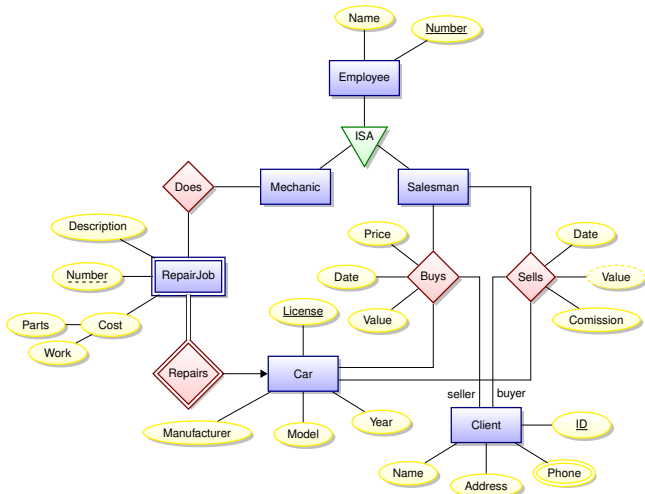 Name
Number
Employee
ISA
Does
Mechanic
Salesman
Description
Price
Date
Number
RepairJob
Date
Buys
Sells
Value
Parts
Cost
License
Value
Comission
Work
Repairs
Car
seller
buyer
Manufacturer
Model
Year
Client
ID
Name
Address
Phone